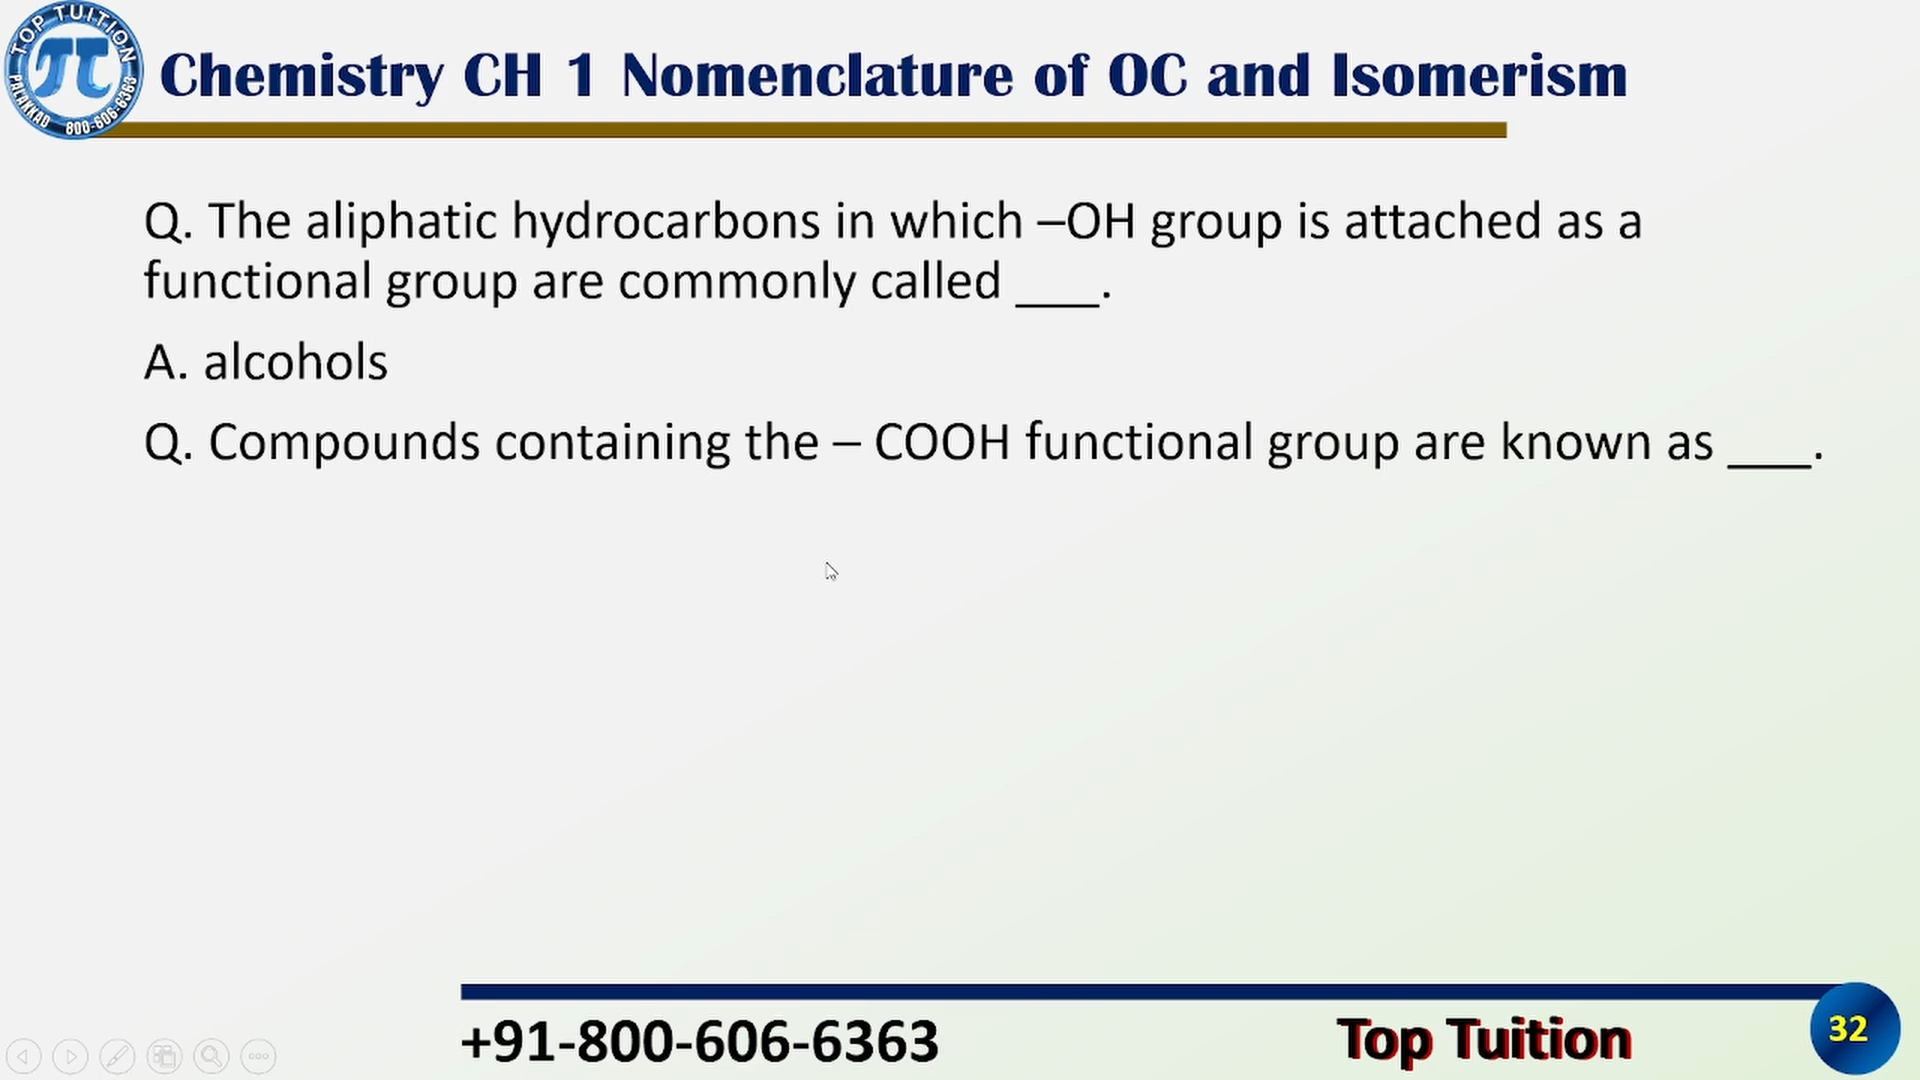 TOP TUITION
PALAKKAD 800-606-6363
Chemistry CH 1 Nomenclature of OC and Isomerism
Q. The aliphatic hydrocarbons in which –OH group is attached as a
functional group are commonly called ___.
A. alcohols
Q. Compounds containing the – COOH functional group are known as ___.
+91-800-606-6363
Top Tuition
32